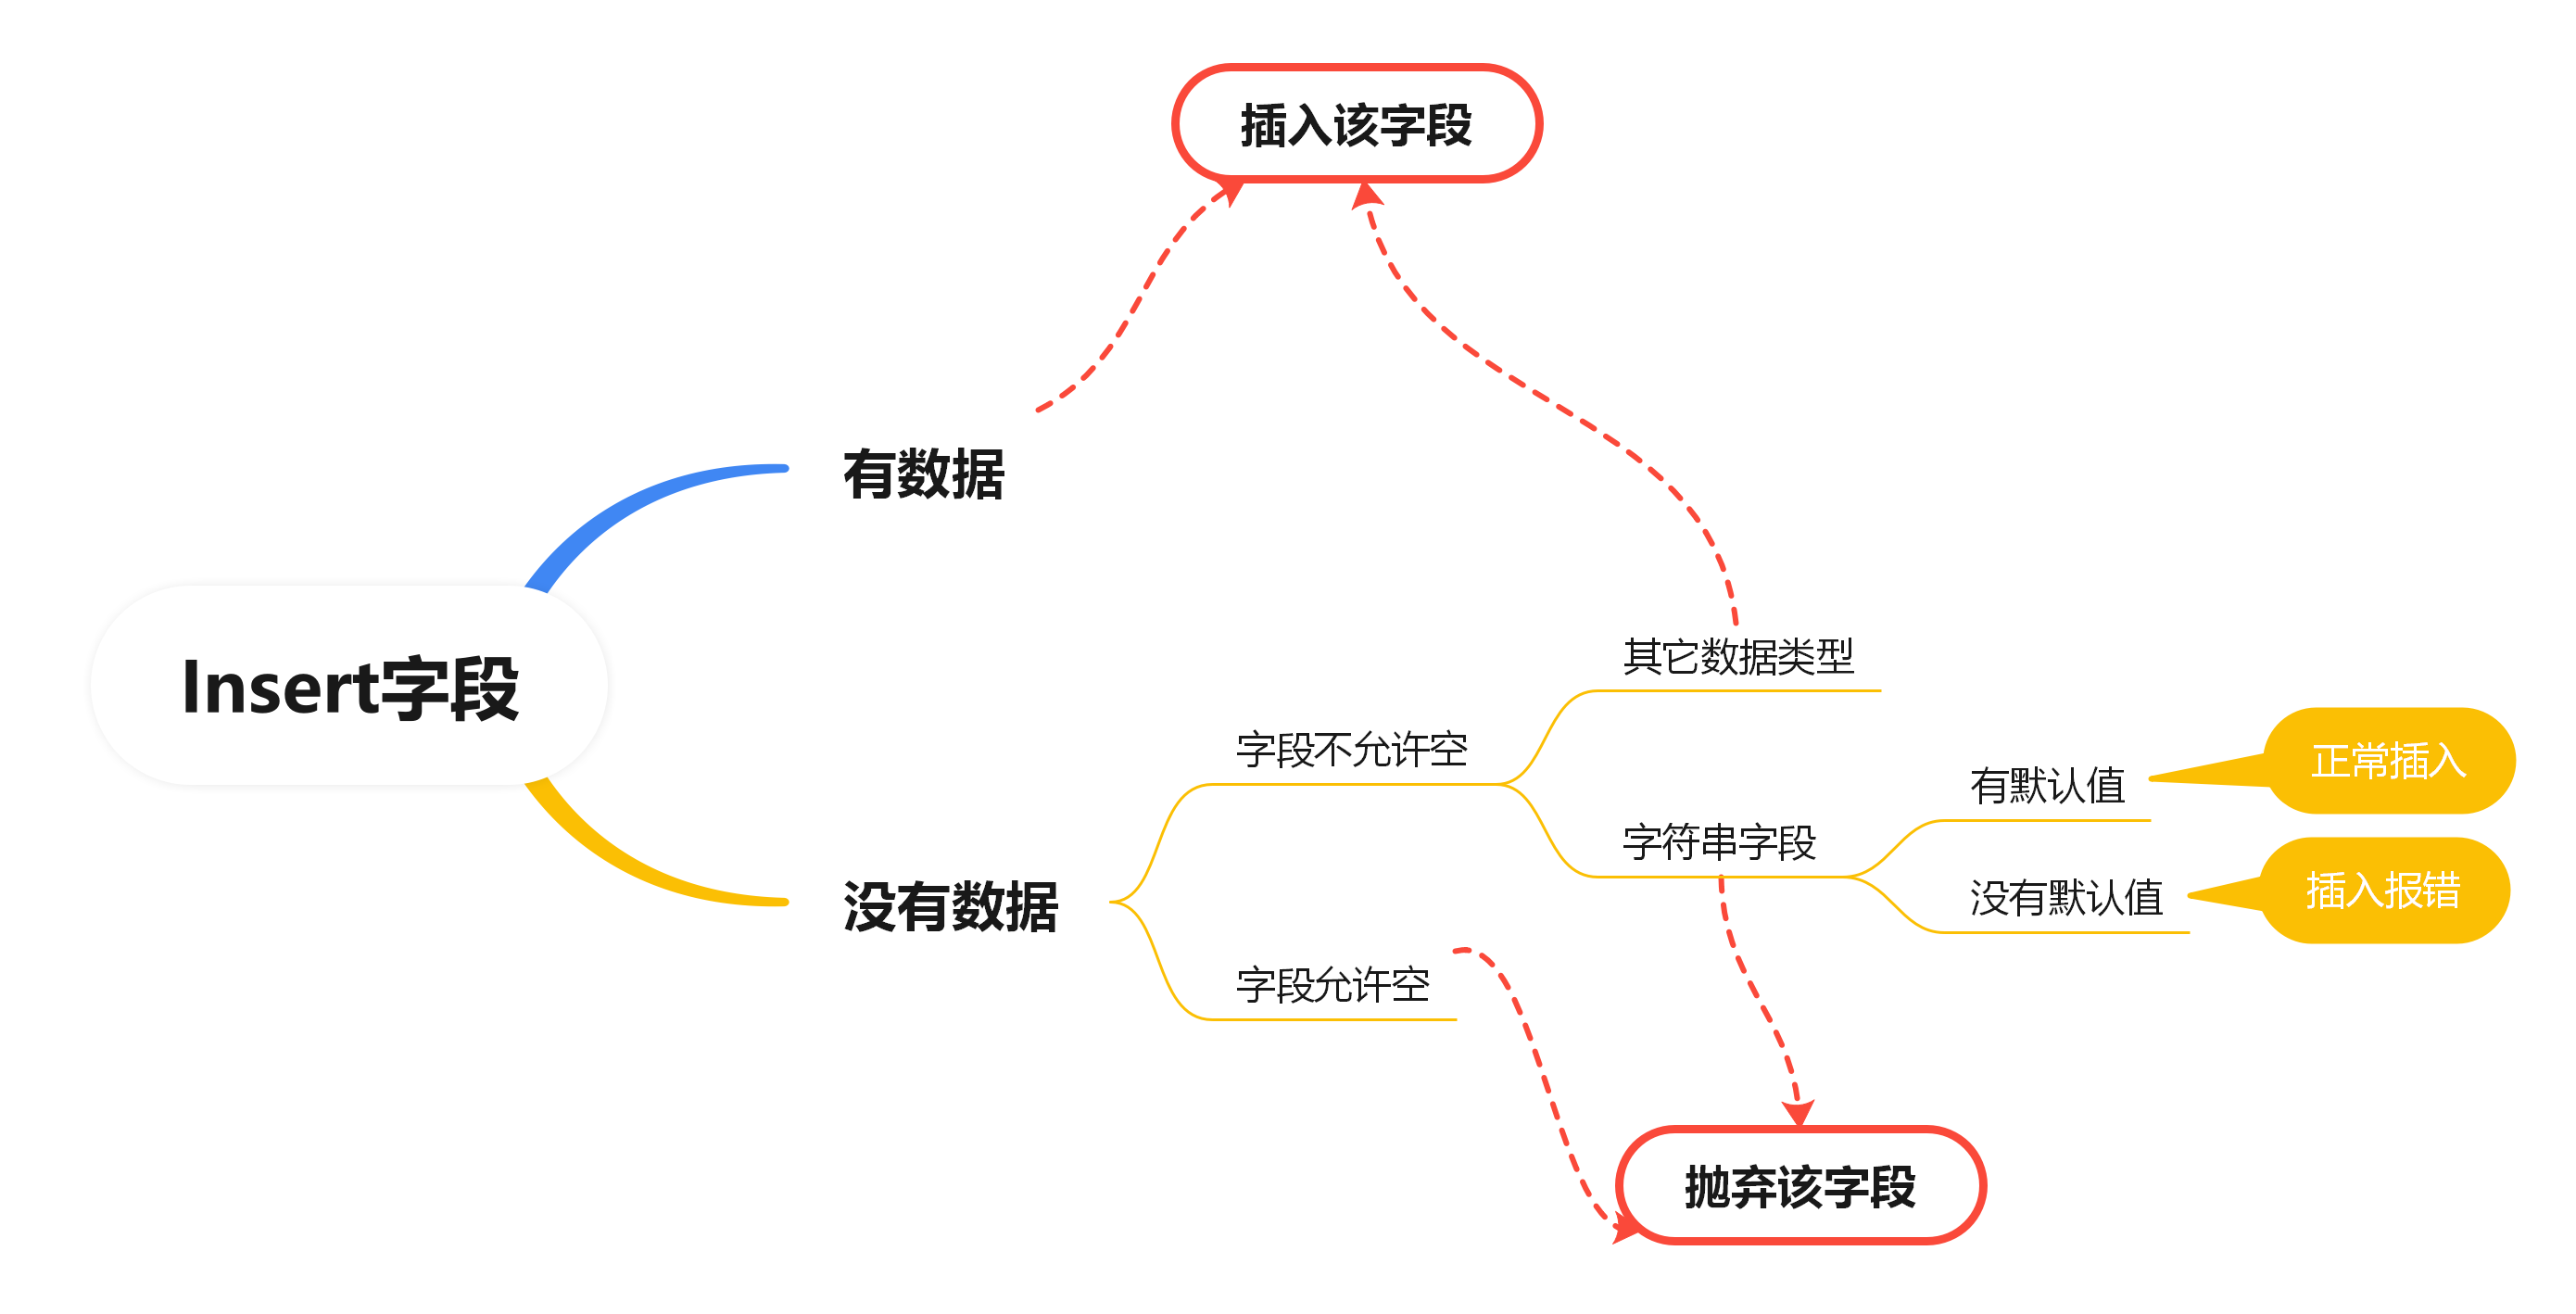 插入该字段
有数据
Insert字段
其它数据类型
字段不允许空
正常插入
有默认值
字符串字段
没有数据
没有默认值
插入报错
字段允许空
抛弃该字段